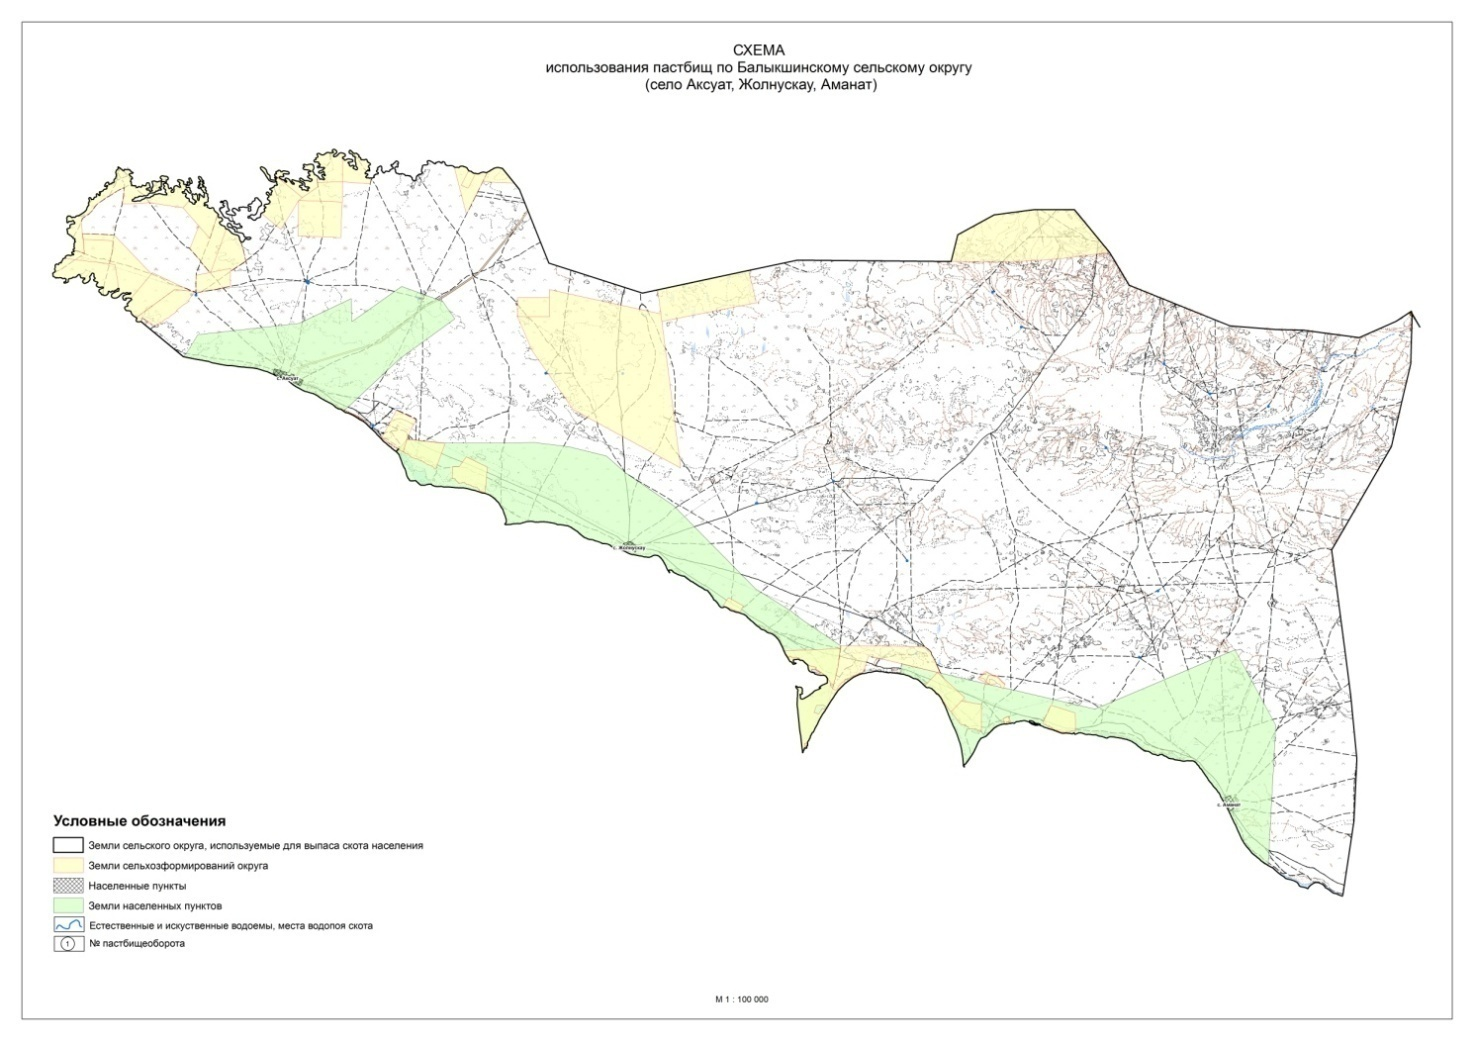 СХЕМА
использования пастбищ по Балыкшинскому сельскому округу
(село Аксуат, Жолнускау, Аманат)
с. Аксуат
с. Жолнускау
с. Аманат
Условные обозначения
Земли сельского округа, используемые для выпаса скота населения
Земли сельхозформирований округа
Населенные пункты
Земли населенных пунктов
Естественные и искуственные водоемы, места водопоя скота
1 № пастбищеоборота
М 1 : 100 000